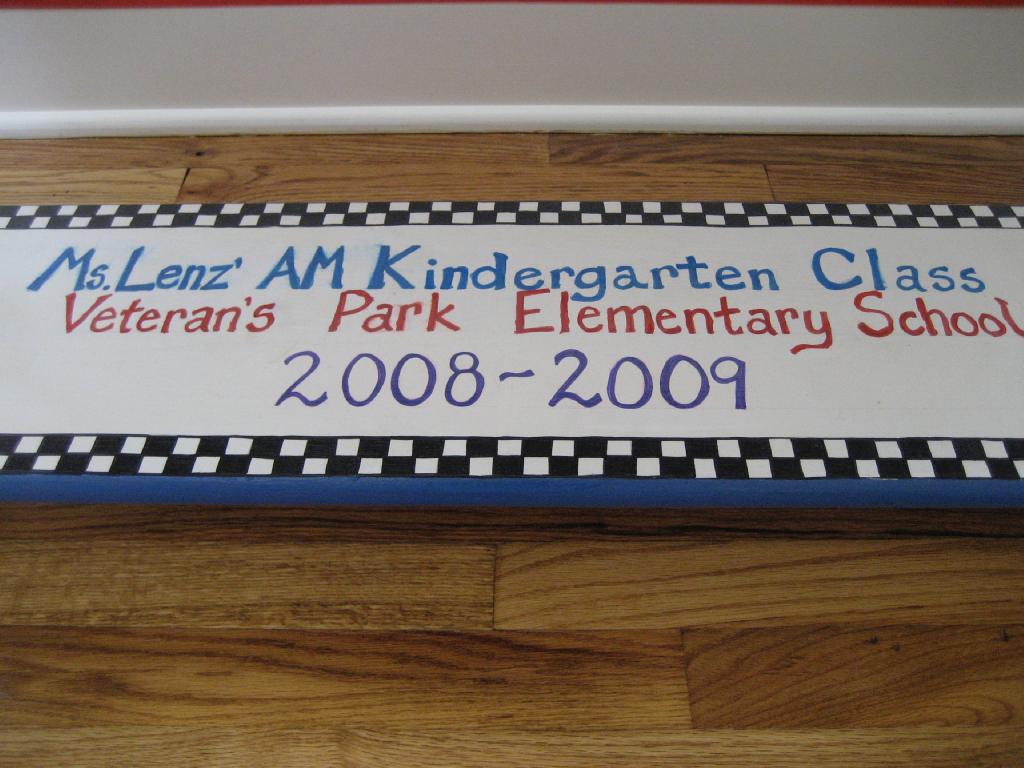 Ms. Lenz' AM Kindergarten Class
Veteran's Park Elementary School
2008-2009